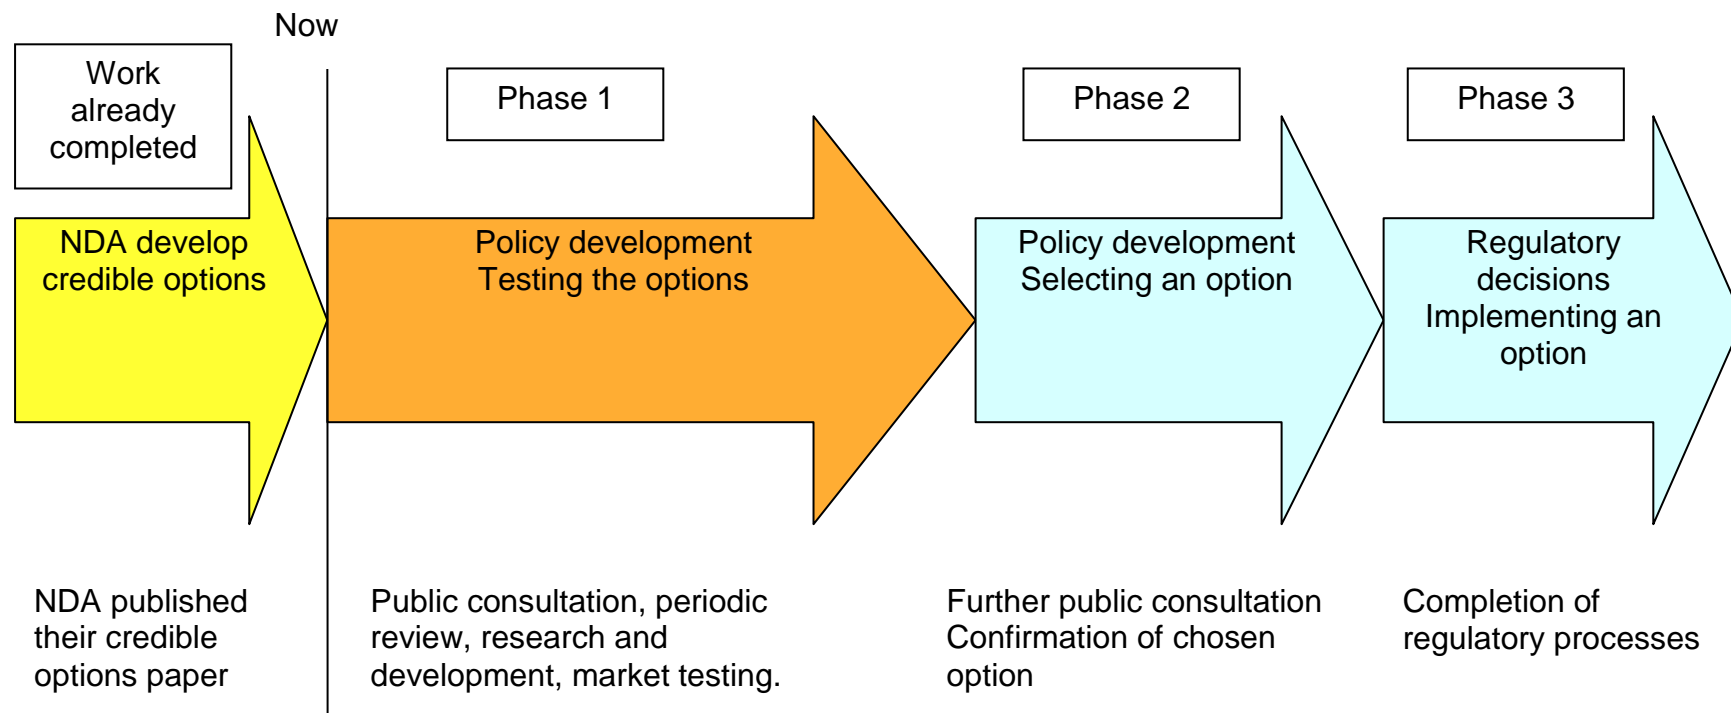 Now
Work
already
completed
Phase 1
Phase 2
Phase 3
NDA develop
credible options
Policy development
Testing the options
Policy development
Selecting an option
Regulatory
decisions
Implementing an
option
NDA published
their credible
options paper
Public consultation, periodic
review, research and
development, market testing.
Further public consultation
Confirmation of chosen
option
Completion of
regulatory processes